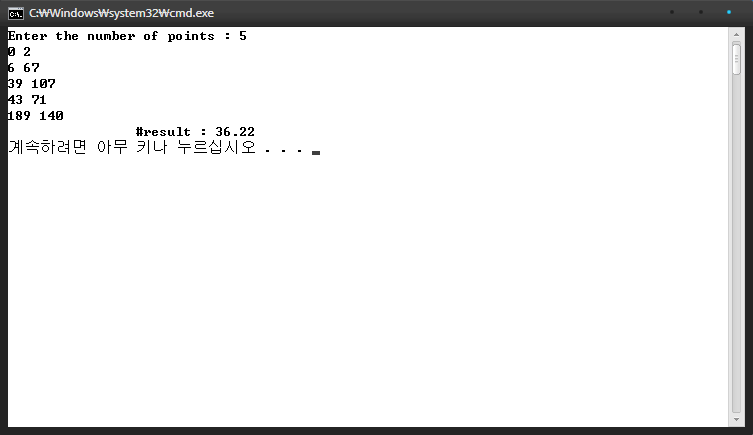 C:₩Windows₩system32₩cmd.exe
Enter the number of points : 5
0 2
6 67
39 107
43 71
189 140
#result : 36.22
계속하려면 아무 키나 누르십시오 . . .